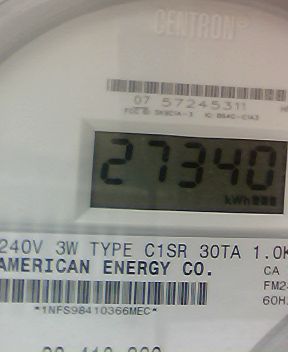 CENTRON®
07 57245311
27340
kWh
240V 3W TYPE C1SR 30TA 1.0K
AMERICAN ENERGY CO.
CA
FM2
60H
*1NFS98410366MEC*